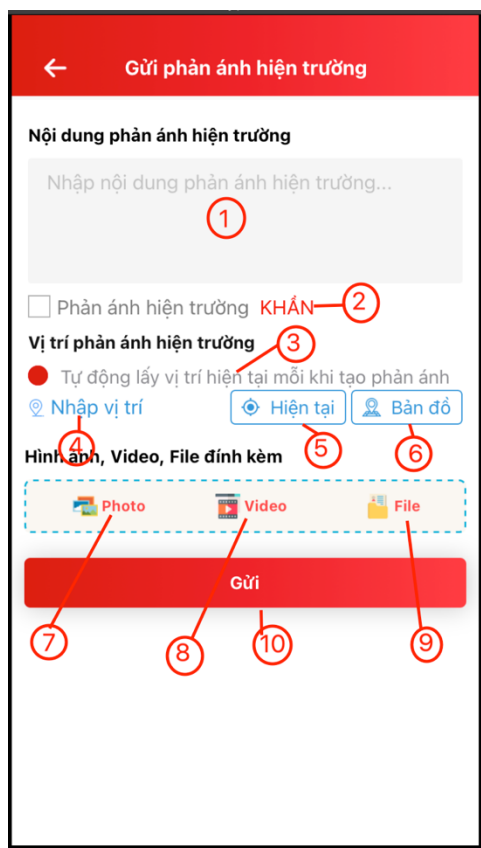 Gửi phản ánh hiện trường
Nội dung phản ánh hiện trường
Nhập nội dung phản ánh hiện trường...
1
Phản ánh hiện trường KHẨN 2
Vị trí phản ánh hiện trường 3
Tự động lấy vị trí hiện tại mỗi khi tạo phản ánh
Nhập vị trí Hiện tại Bản đồ
4 5 6
Hình ảnh, Video, File đính kèm
Photo Video File
Gửi
7 8 10 9